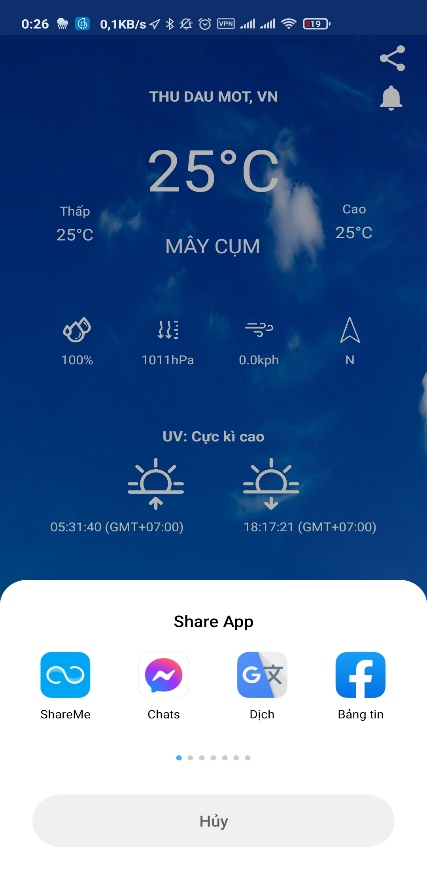 0:26 0,1KB/s VPN 19
THU DAU MOT, VN
25°C
Thấp
25°C
Cao
25°C
MÂY CỤM
100% 1011hPa 0.0kph N
UV: Cực kì cao
05:31:40 (GMT+07:00) 18:17:21 (GMT+07:00)
Share App
G 文
ShareMe Chats Dịch Bảng tin
Hủy